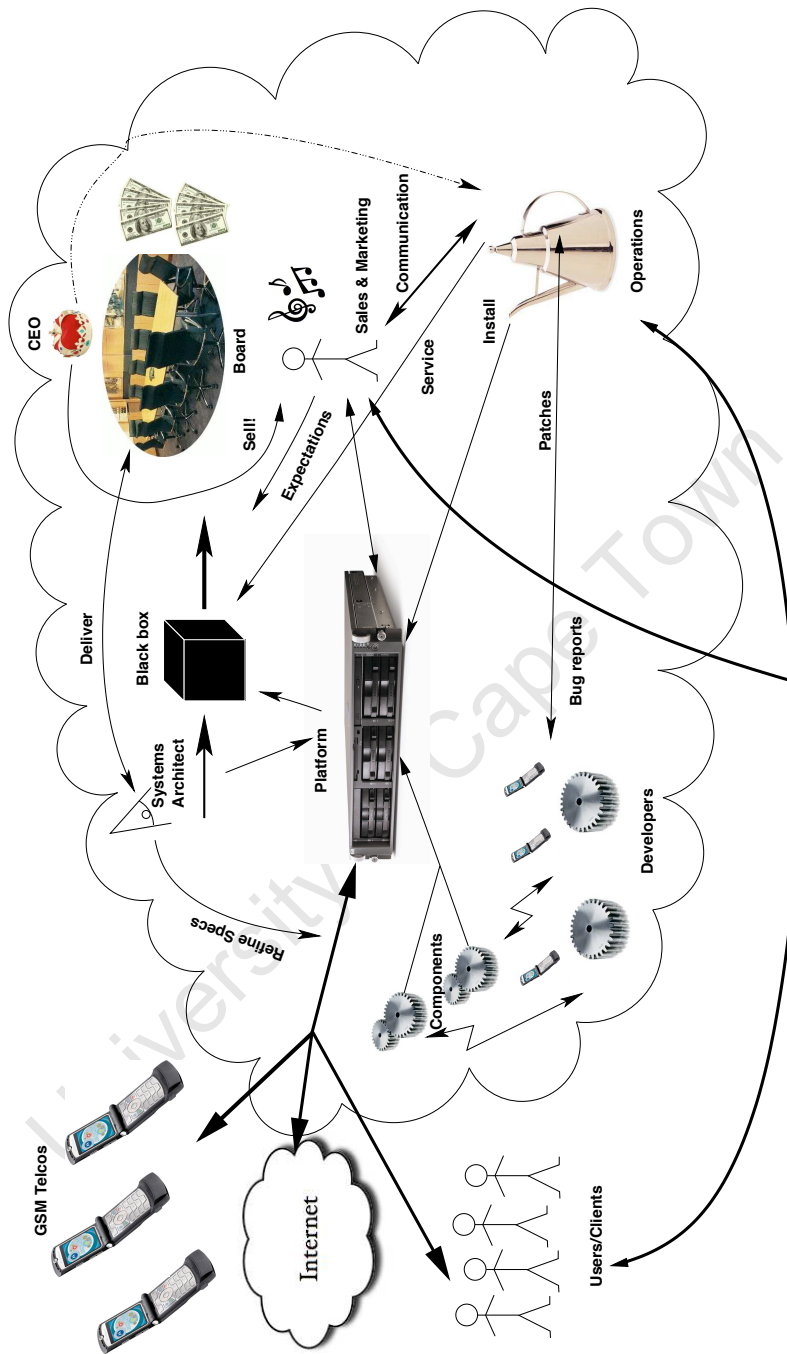 GSM Telcos
Internet
Users/Clients
Refine Specs
Components
Developers
Systems
Architect
Platform
Deliver
Black box
Bug reports
Patches
CEO
Board
Sell!
Expectations
Sales & Marketing
Communication
Service
Install
Operations
University of Cape Town